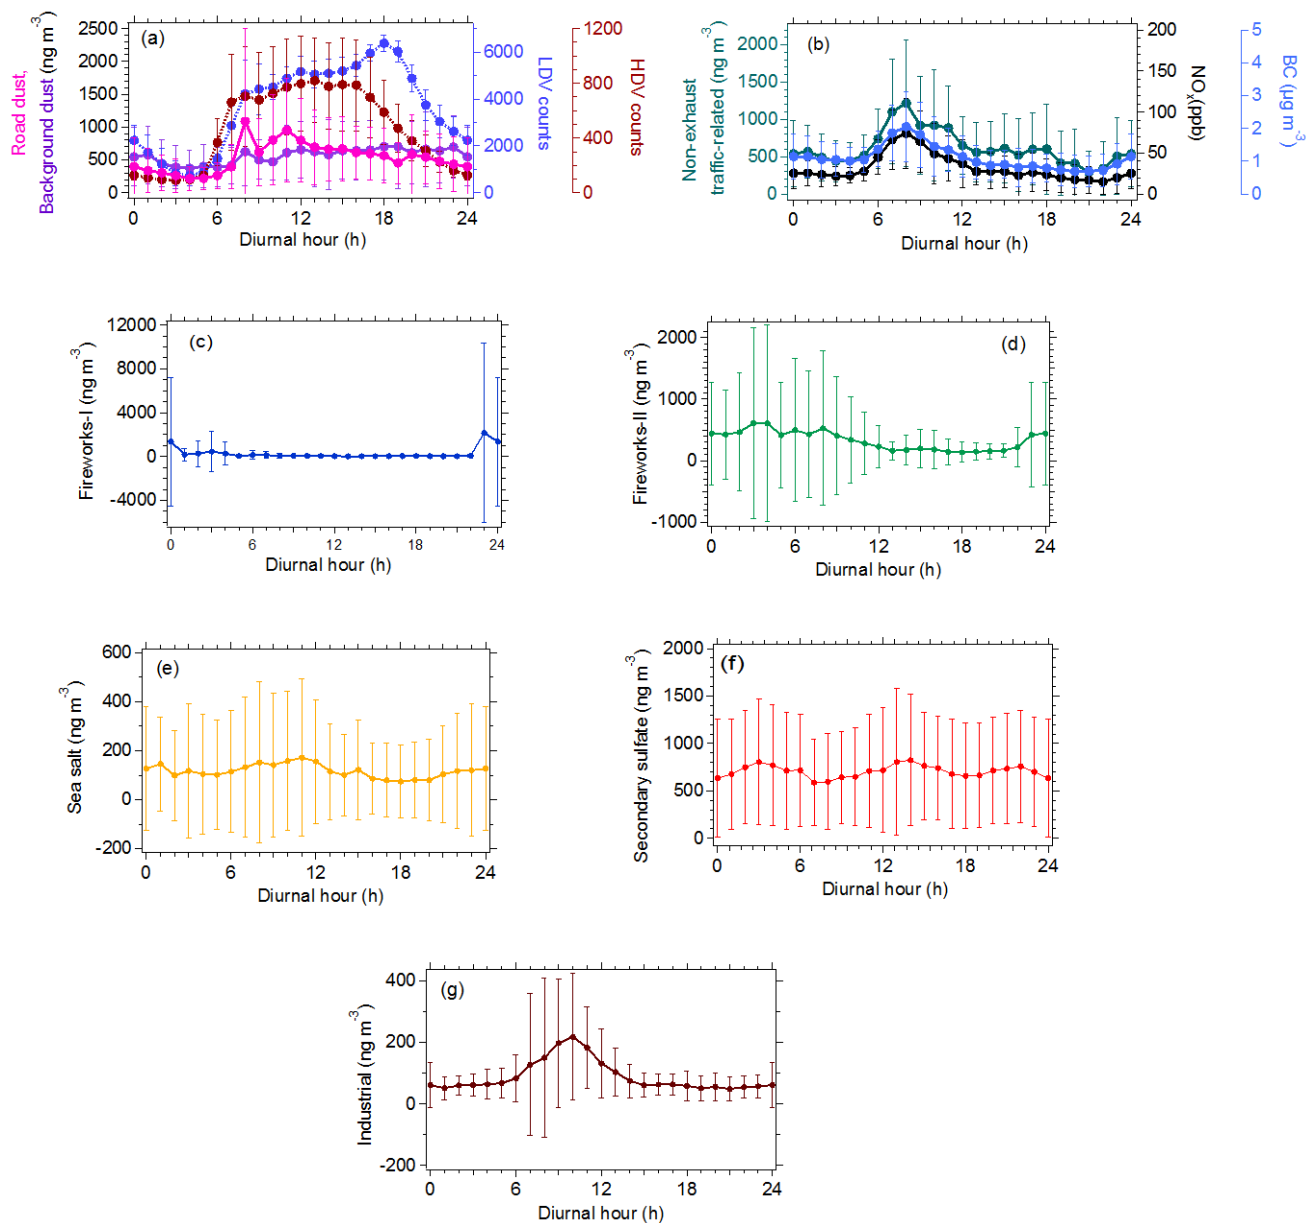 (a)
2500
2000
1500
1000
500
0
Road dust,
Background dust (ng m⁻³)
6000
4000
2000
0
LDV counts
1200
800
400
0
HDV counts
0 6 12 18 24
Diurnal hour (h)
(b)
2000
1500
1000
500
0
Non-exhaust
traffic-related (ng m⁻³)
200
150
100
50
0
NOx(ppb)
5
4
3
2
1
0
BC (µg m⁻³)
0 6 12 18 24
Diurnal hour (h)
(c)
12000
8000
4000
0
-4000
Fireworks-I (ng m⁻³)
0 6 12 18 24
Diurnal hour (h)
(d)
2000
1000
0
-1000
Fireworks-II (ng m⁻³)
0 6 12 18 24
Diurnal hour (h)
(e)
600
400
200
0
-200
Sea salt (ng m⁻³)
0 6 12 18 24
Diurnal hour (h)
(f)
2000
1500
1000
500
0
Secondary sulfate (ng m⁻³)
0 6 12 18 24
Diurnal hour (h)
(g)
400
200
0
-200
Industrial (ng m⁻³)
0 6 12 18 24
Diurnal hour (h)